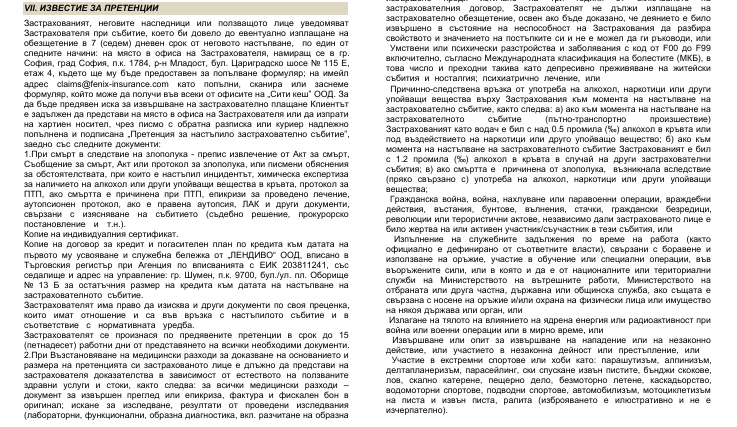 VII. ИЗВЕСТИЕ ЗА ПРЕТЕНЦИИ
Застрахованият, неговите наследници или ползващото лице уведомяват
Застрахователя при събитие, което би довело до евентуално изплащане на
обезщетение в 7 (седем) дневен срок от неговото настъпване, по един от
следните начини: на място в офиса на Застрахователя, намиращ се в гр.
София, град София, п.к. 1784, р-н Младост, бул. Цариградско шосе № 115 Е,
етаж 4, където ще му бъде предоставен за попълване формуляр; на имейл
адрес claims@fenix-insurance.com като попълни, сканира или заснеме
формуляр, който може да получи във всеки от офисите на „Сити кеш" ООД. За
да бъде предявен иска за извършване на застрахователно плащане Клиентът
е задължен да представи на място в офиса на Застрахователя или да изпрати
на хартиен носител, чрез писмо с обратна разписка или куриер надлежно
попълнена и подписана „Претенция за настъпило застрахователно събитие",
заедно със следните документи:
1.При смърт в следствие на злополука - препис извлечение от Акт за смърт,
Съобщение за смърт, Акт или протокол за злополука, или писмени обяснения
за обстоятелствата, при които е настъпил инцидентът, химическа експертиза
за наличието на алкохол или други упойващи вещества в кръвта, протокол за
ПТП, ако смъртта е причинена при ПТП, епикризи за проведено лечение,
аутопсионен протокол, ако е правена аутопсия, ЛАК и други документи,
свързани с изясняване на събитието (съдебно решение, прокурорско
постановление и т.н.).
Копие на индивидуалния сертификат.
Копие на договор за кредит и погасителен план по кредита към датата на
първото му усвояване и служебна бележка от „ЛЕНДИВО" ООД, вписано в
Търговския регистър при Агенция по вписванията с ЕИК 203811241, със
седалище и адрес на управление: гр. Шумен, п.к. 9700, бул./ул. пл. Оборище
№ 13 Б за остатъчния размер на кредита към датата на настъпване на
застрахователното събитие.
Застрахователят има право да изисква и други документи по своя преценка,
които имат отношение и са във връзка с настъпилото събитие и в
съответствие с нормативната уредба.
Застрахователят се произнася по предявените претенции в срок до 15
(петнадесет) работни дни от представянето на всички необходими документи.
2.При Възстановяване на медицински разходи за доказване на основанието и
размера на претенцията си застрахованото лице е длъжно да представи на
застрахователя доказателства в зависимост от естеството на ползваните
здравни услуги и стоки, както следва: за всички медицински разходи –
документ за извършен преглед или епикриза, фактура и фискален бон в
оригинал; искане за изследване, резултати от проведени изследвания
(лабораторни, функционални, образна диагностика, вкл. разчитане на образна
застрахователния договор, Застрахователят не дължи изплащане на
застрахователно обезщетение, освен ако бъде доказано, че деянието е било
извършено в състояние на неспособност на Застрахования да разбира
свойството и значението на постъпките си и не е можел да ги ръководи, или
Умствени или психически разстройства и заболявания с код от F00 до F99
включително, съгласно Международната класификация на болестите (МКБ), в
това число и преходни такива като депресивно преживяване на житейски
събития и носталгия; психиатрично лечение, или
Причинно-следствена връзка от употреба на алкохол, наркотици или други
упойващи вещества върху Застрахования към момента на настъпване на
застрахователно събитие, както следва: а) ако към момента на настъпване на
застрахователното събитие (пътно-транспортно произшествие)
Застрахованият като водач е бил с над 0.5 промила (‰) алкохол в кръвта или
под въздействието на наркотици или друго упойващо вещество; б) ако към
момента на настъпване на застрахователното събитие Застрахованият е бил
с 1.2 промила (‰) алкохол в кръвта в случай на други застрахователни
събития; в) ако смъртта е причинена от злополука, възникнала вследствие
(пряко свързано с) употреба на алкохол, наркотици или други упойващи
вещества;
Гражданска война, война, нахлуване или паравоенни операции, враждебни
действия, въстания, бунтове, вълнения, стачки, граждански безредици,
революции или терористични актове, независимо дали застрахованото лице е
било жертва на или активен участник/съучастник в тези събития, или
Изпълнение на служебните задължения по време на работа (както
официално е дефинирано от съответните власти), свързани с боравене и
използване на оръжие, участие в обучение или специални операции, във
въоръжените сили, или в която и да е от националните или териториални
служби на Министерството на вътрешните работи, Министерството на
отбраната или друга частна, държавна или общинска служба, ако същата е
свързана с носене на оръжие и/или охрана на физически лица или имущество
на някоя държава или орган, или
Излагане на тялото на влиянието на ядрена енергия или радиоактивност при
война или военни операции или в мирно време, или
Извършване или опит за извършване на нападение или на незаконно
действие, или участието в незаконна дейност или престъпление, или
Участие в екстремни спортове или хоби като: парашутизъм, алпинизъм,
делтапланеризъм, парасейлинг, ски спускане извън пистите, бънджи скокове,
лов, скално катерене, пещерно дело, безмоторно летене, каскадьорство,
водомоторни спортове, подводни спортове, автомобилизъм, мотоциклетизъм
на писта и извън писта, ралита (изброяването е илюстративно и не е
изчерпателно).